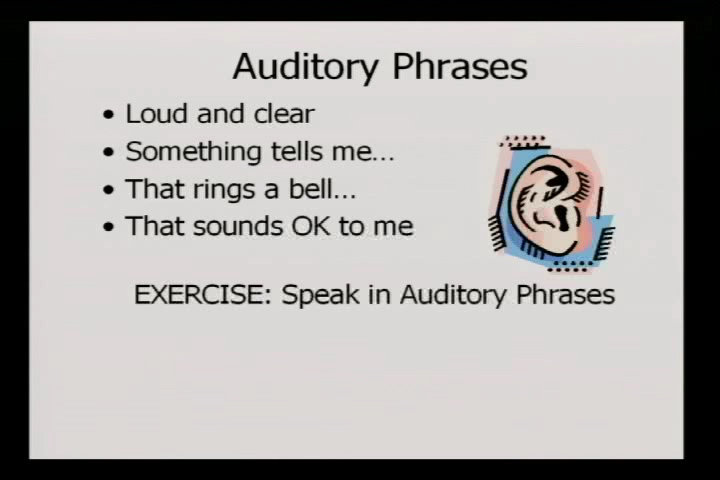 Auditory Phrases
• Loud and clear
• Something tells me...
• That rings a bell...
• That sounds OK to me
EXERCISE: Speak in Auditory Phrases